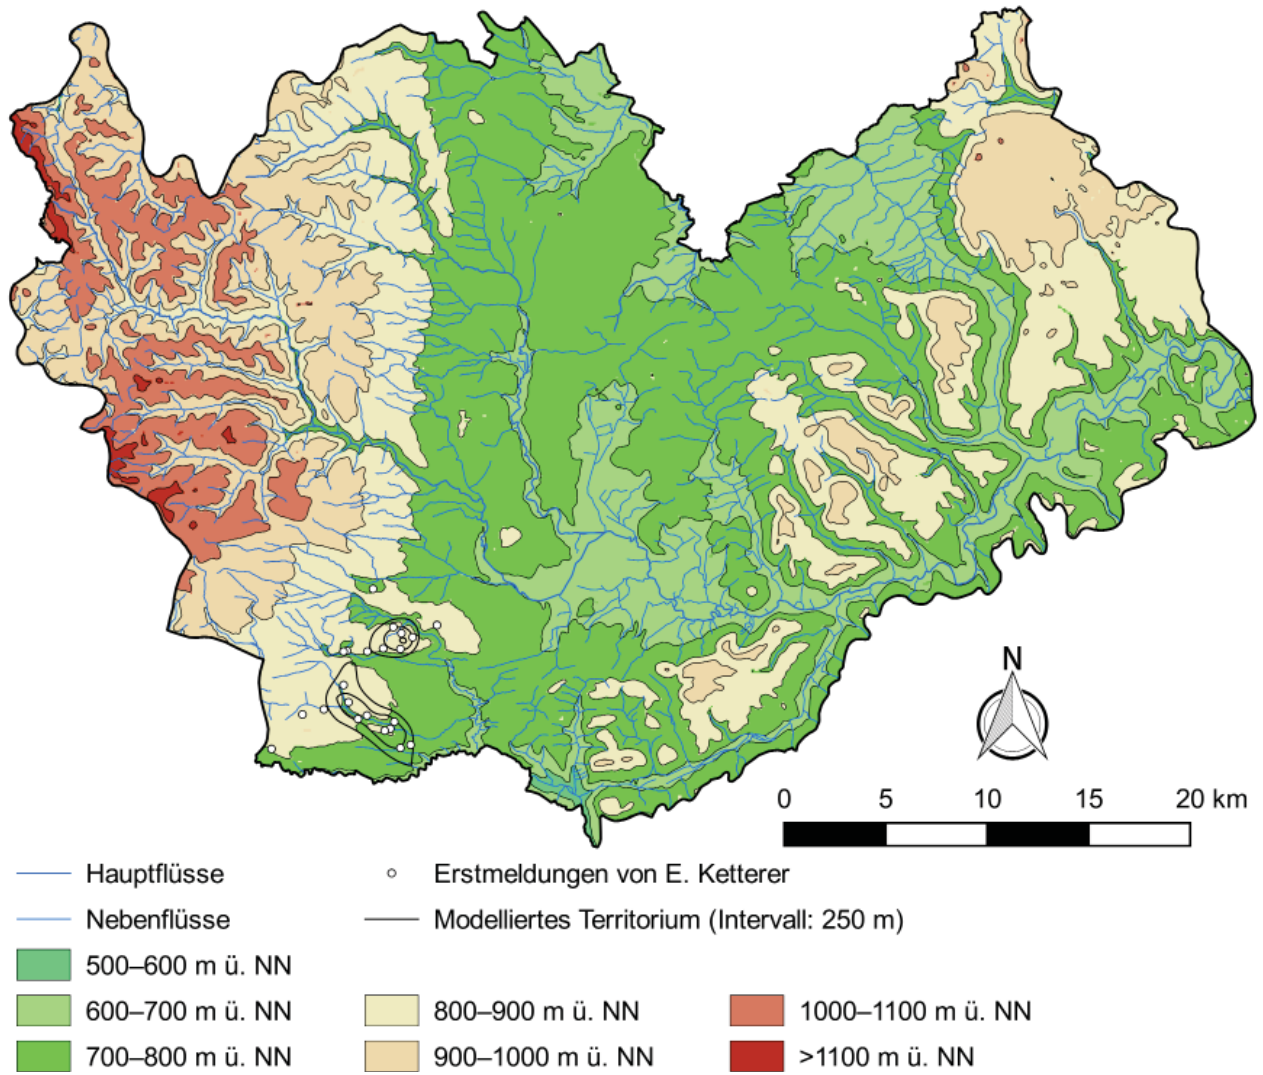 N
0 5 10 15 20 km
Hauptflüsse
Erstmeldungen von E. Ketterer
Nebenflüsse
Modelliertes Territorium (Intervall: 250 m)
500–600 m ü. NN
600–700 m ü. NN
800–900 m ü. NN
1000–1100 m ü. NN
700–800 m ü. NN
900–1000 m ü. NN
>1100 m ü. NN